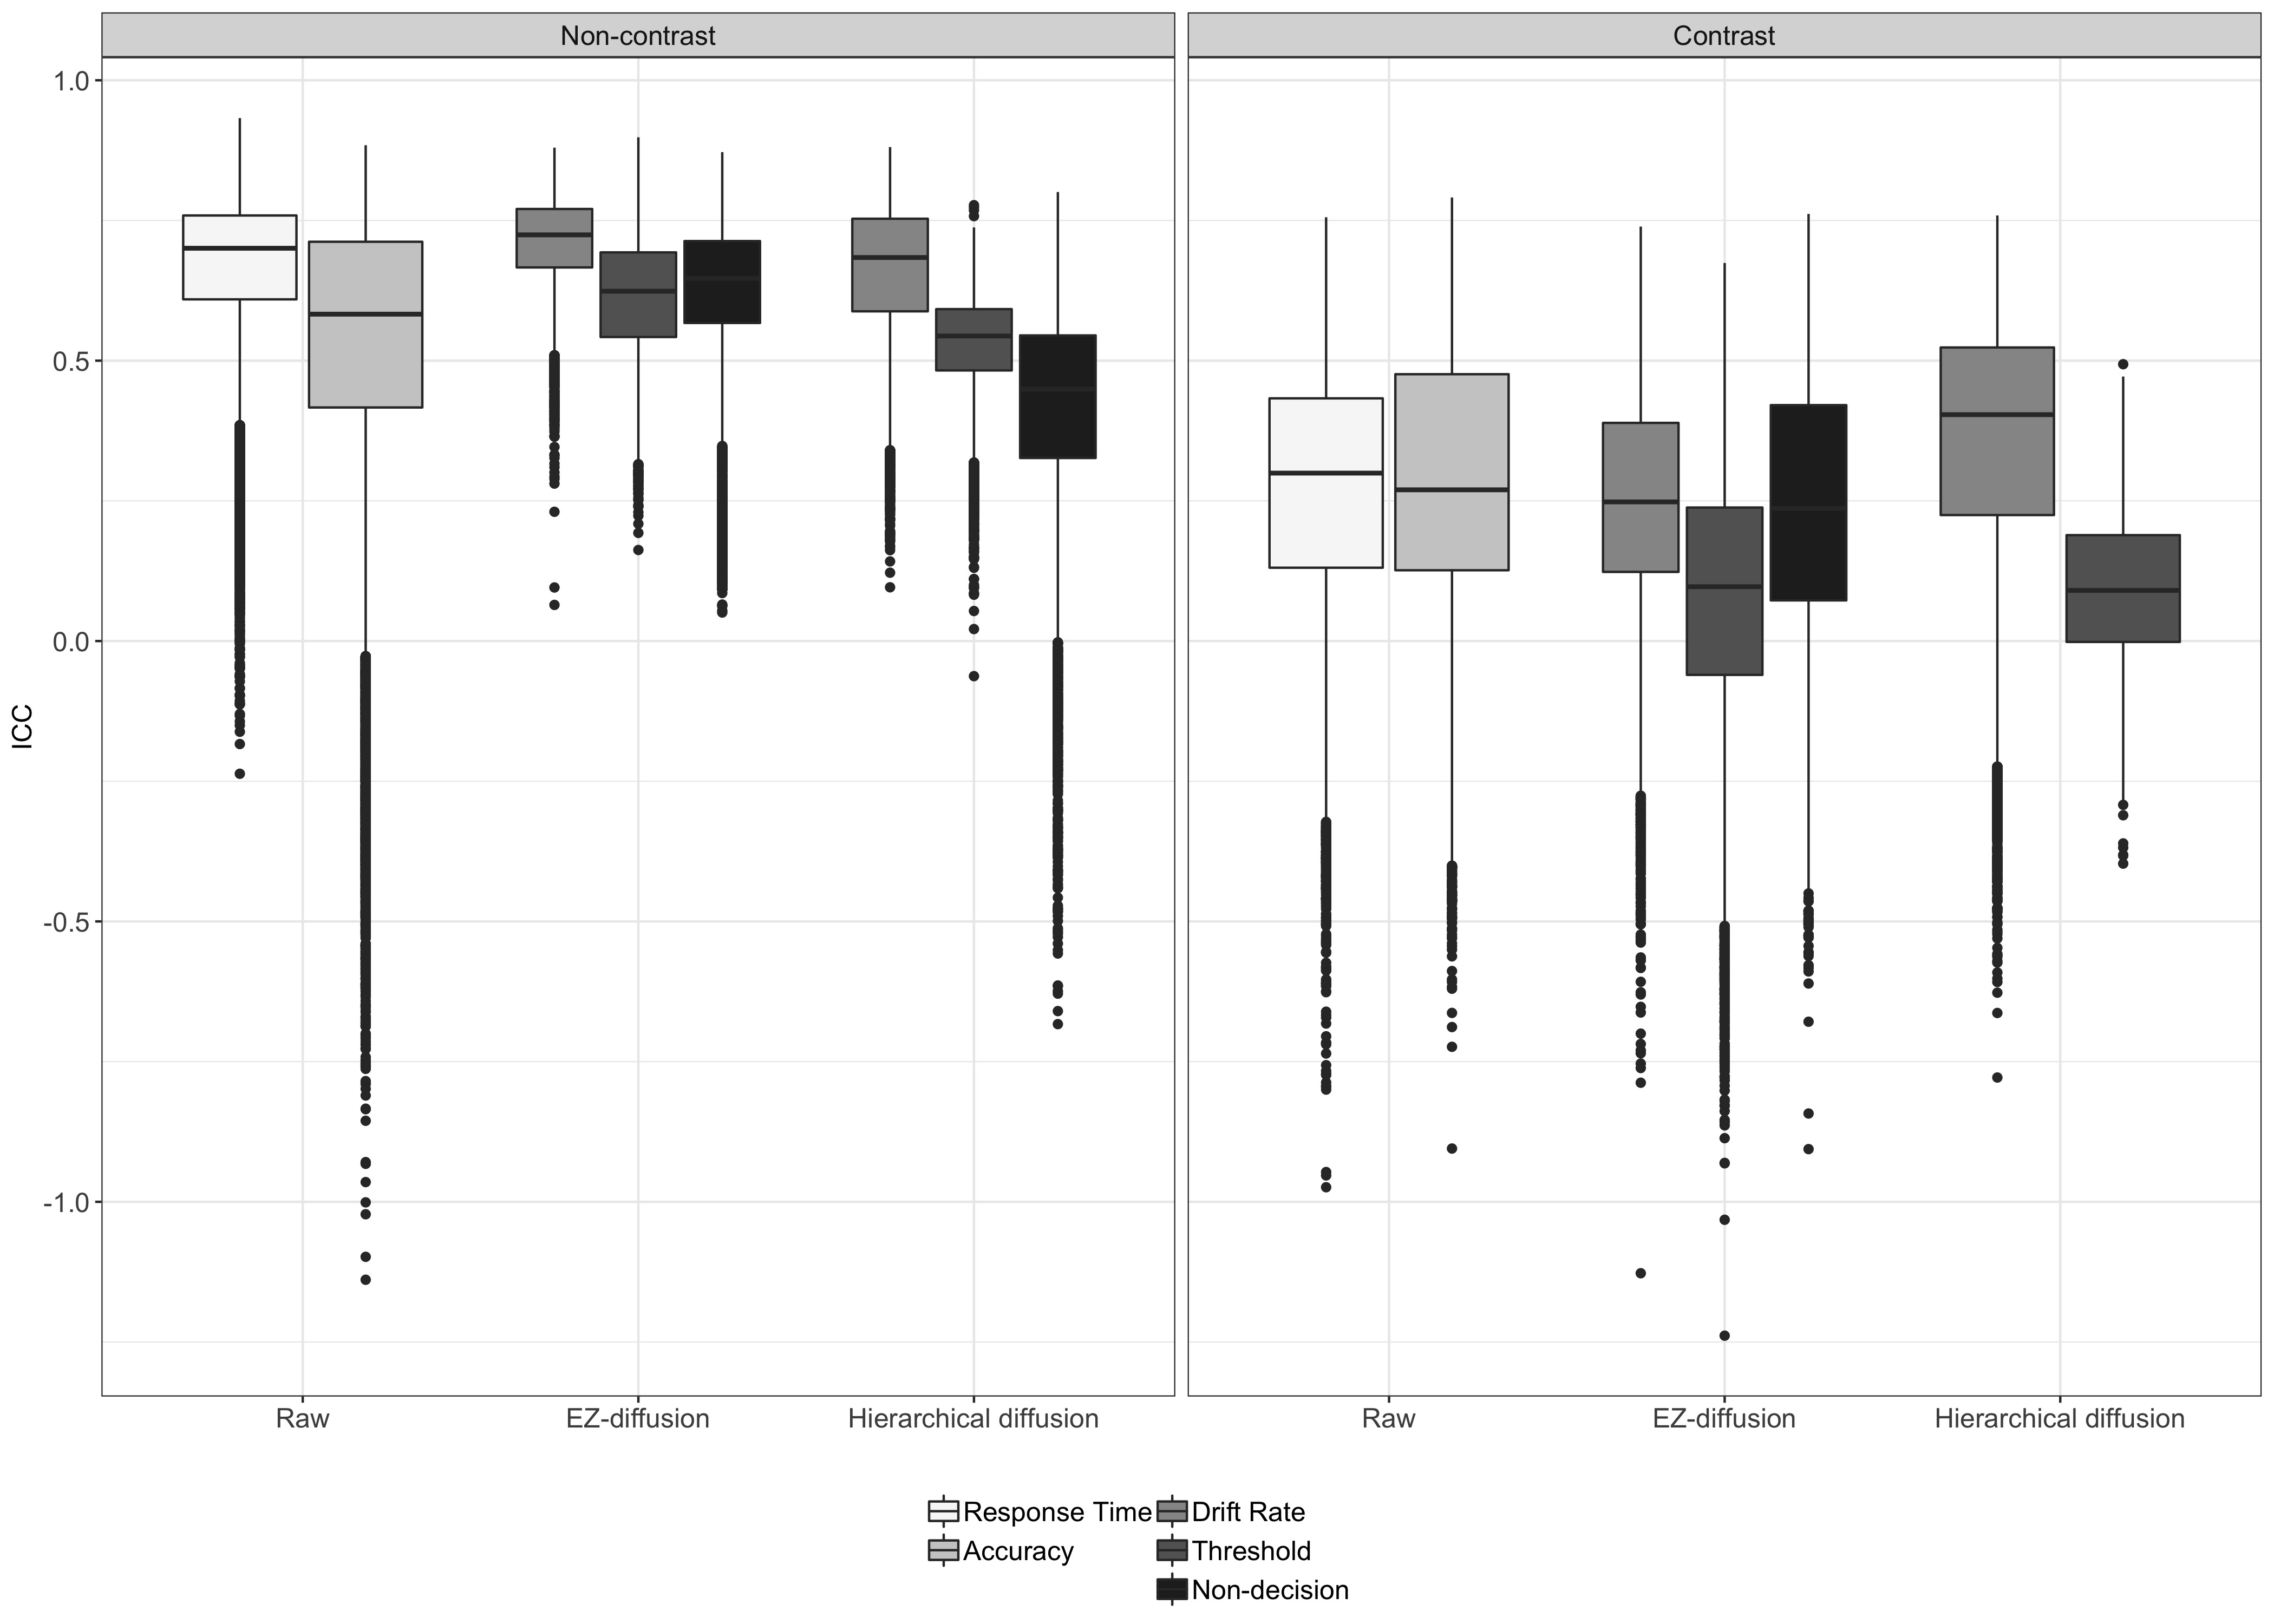 Non-contrast
Contrast
ICC
1.0
0.5
0.0
-0.5
-1.0
Raw
EZ-diffusion
Hierarchical diffusion
Raw
EZ-diffusion
Hierarchical diffusion
Response Time
Accuracy
Drift Rate
Threshold
Non-decision